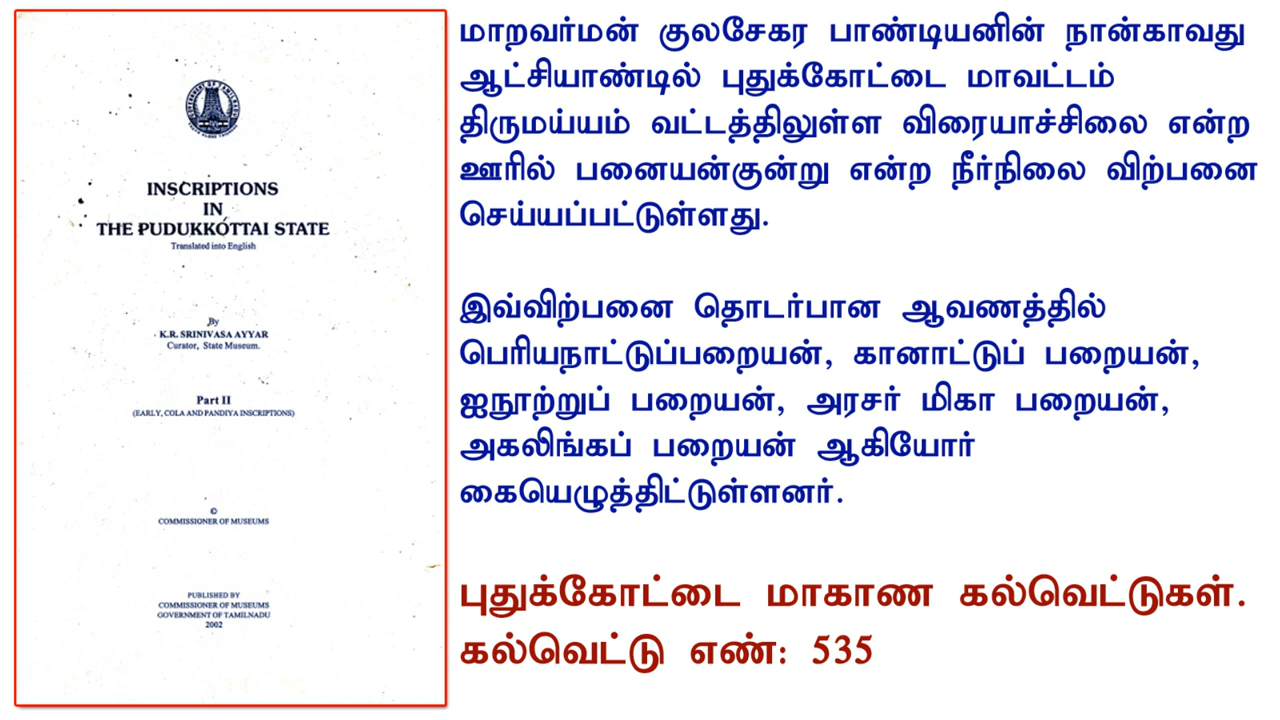 INSCRIPTIONS
IN
THE PUDUKKOTTAI STATE
Translated into English
By
K.R. SRINIVASA AYYAR
Curator, State Museum.
Part II
(EARLY, COLA AND PANDIYA INSCRIPTIONS)
©
COMMISSIONER OF MUSEUMS
PUBLISHED BY
COMMISSIONER OF MUSEUMS
GOVERNMENT OF TAMILNADU
2002
மாறவர்மன் குலசேகர பாண்டியனின் நான்காவது
ஆட்சியாண்டில் புதுக்கோட்டை மாவட்டம்
திருமய்யம் வட்டத்திலுள்ள விரையாச்சிலை என்ற
ஊரில் பனையன்குன்று என்ற நீர்நிலை விற்பனை
செய்யப்பட்டுள்ளது.
இவ்விற்பனை தொடர்பான ஆவணத்தில்
பெரியநாட்டுப்பறையன், கானாட்டுப் பறையன்,
ஐநூற்றுப் பறையன், அரசர் மிகா பறையன்,
அகலிங்கப் பறையன் ஆகியோர்
கையெழுத்திட்டுள்ளனர்.
புதுக்கோட்டை மாகாண கல்வெட்டுகள்.
கல்வெட்டு எண்: 535